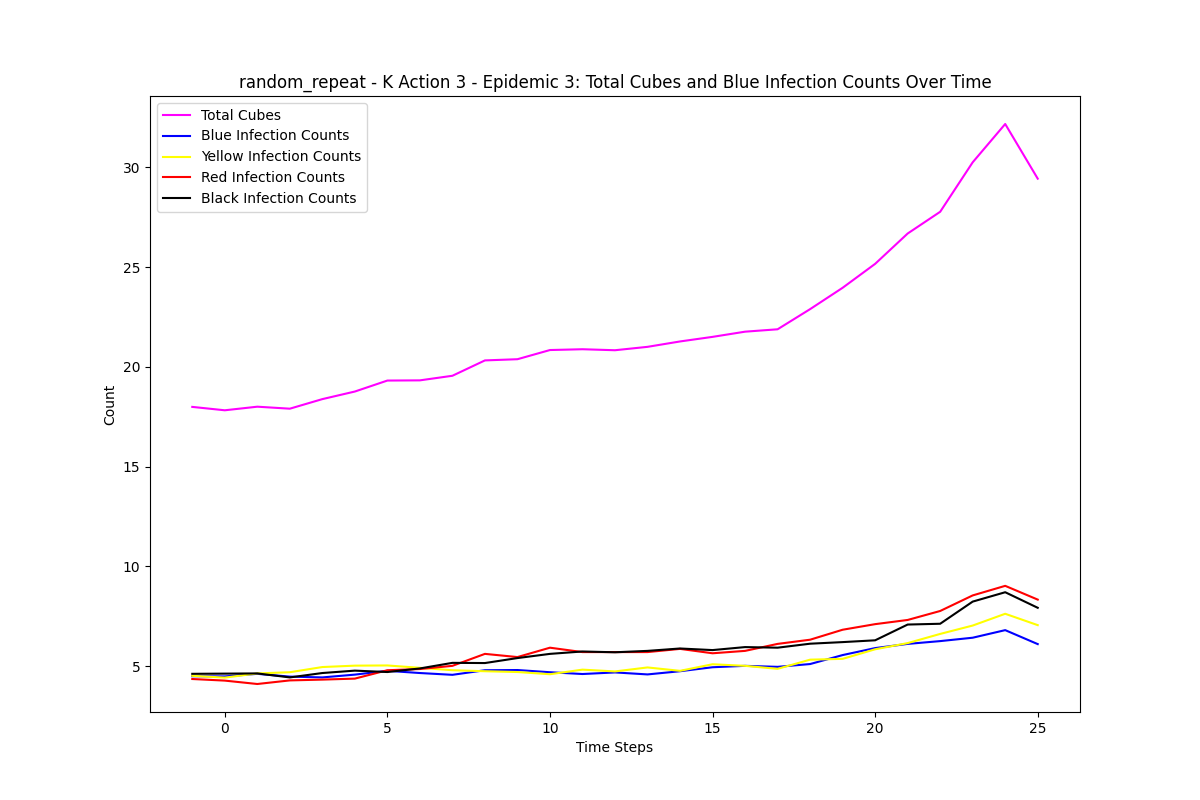 random_repeat - K Action 3 - Epidemic 3: Total Cubes and Blue Infection Counts Over Time
Total Cubes
Blue Infection Counts
Yellow Infection Counts
Red Infection Counts
Black Infection Counts
30
25
20
15
10
5
Count
0 5 10 15 20 25
Time Steps